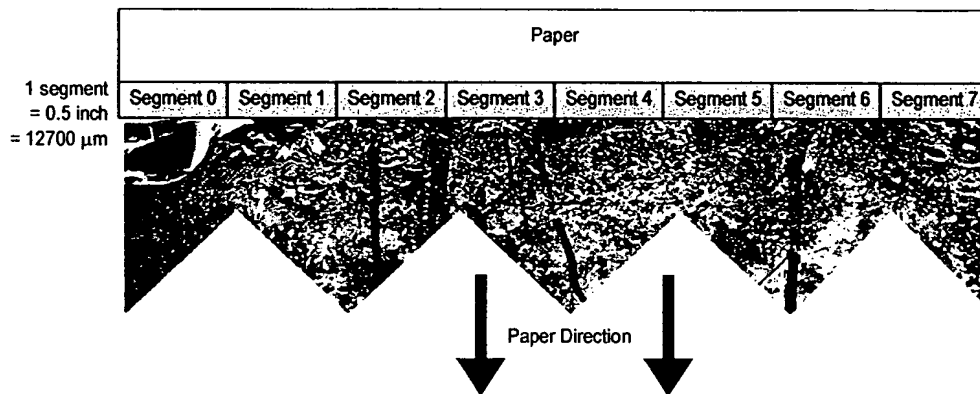 Paper
1 segment
= 0.5 inch
= 12700 µm
Segment 0 Segment 1 Segment 2 Segment 3 Segment 4 Segment 5 Segment 6 Segment 7
Paper Direction